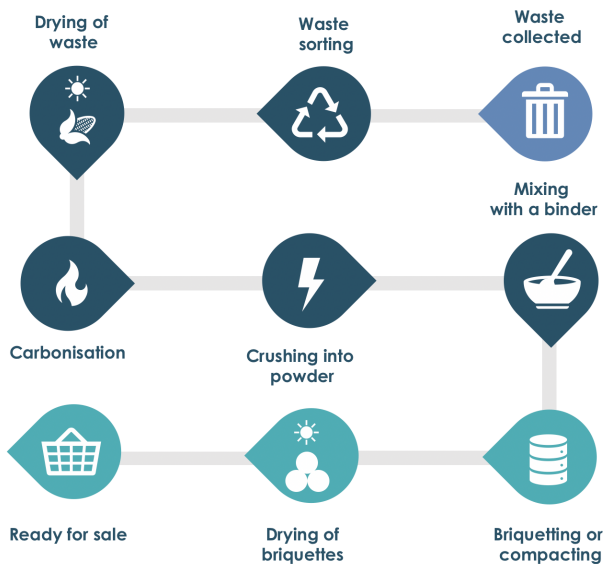 Drying of
waste
Waste
sorting
Waste
collected
Mixing
with a binder
Carbonisation
Crushing into
powder
Ready for sale
Drying of
briquettes
Briquetting or
compacting